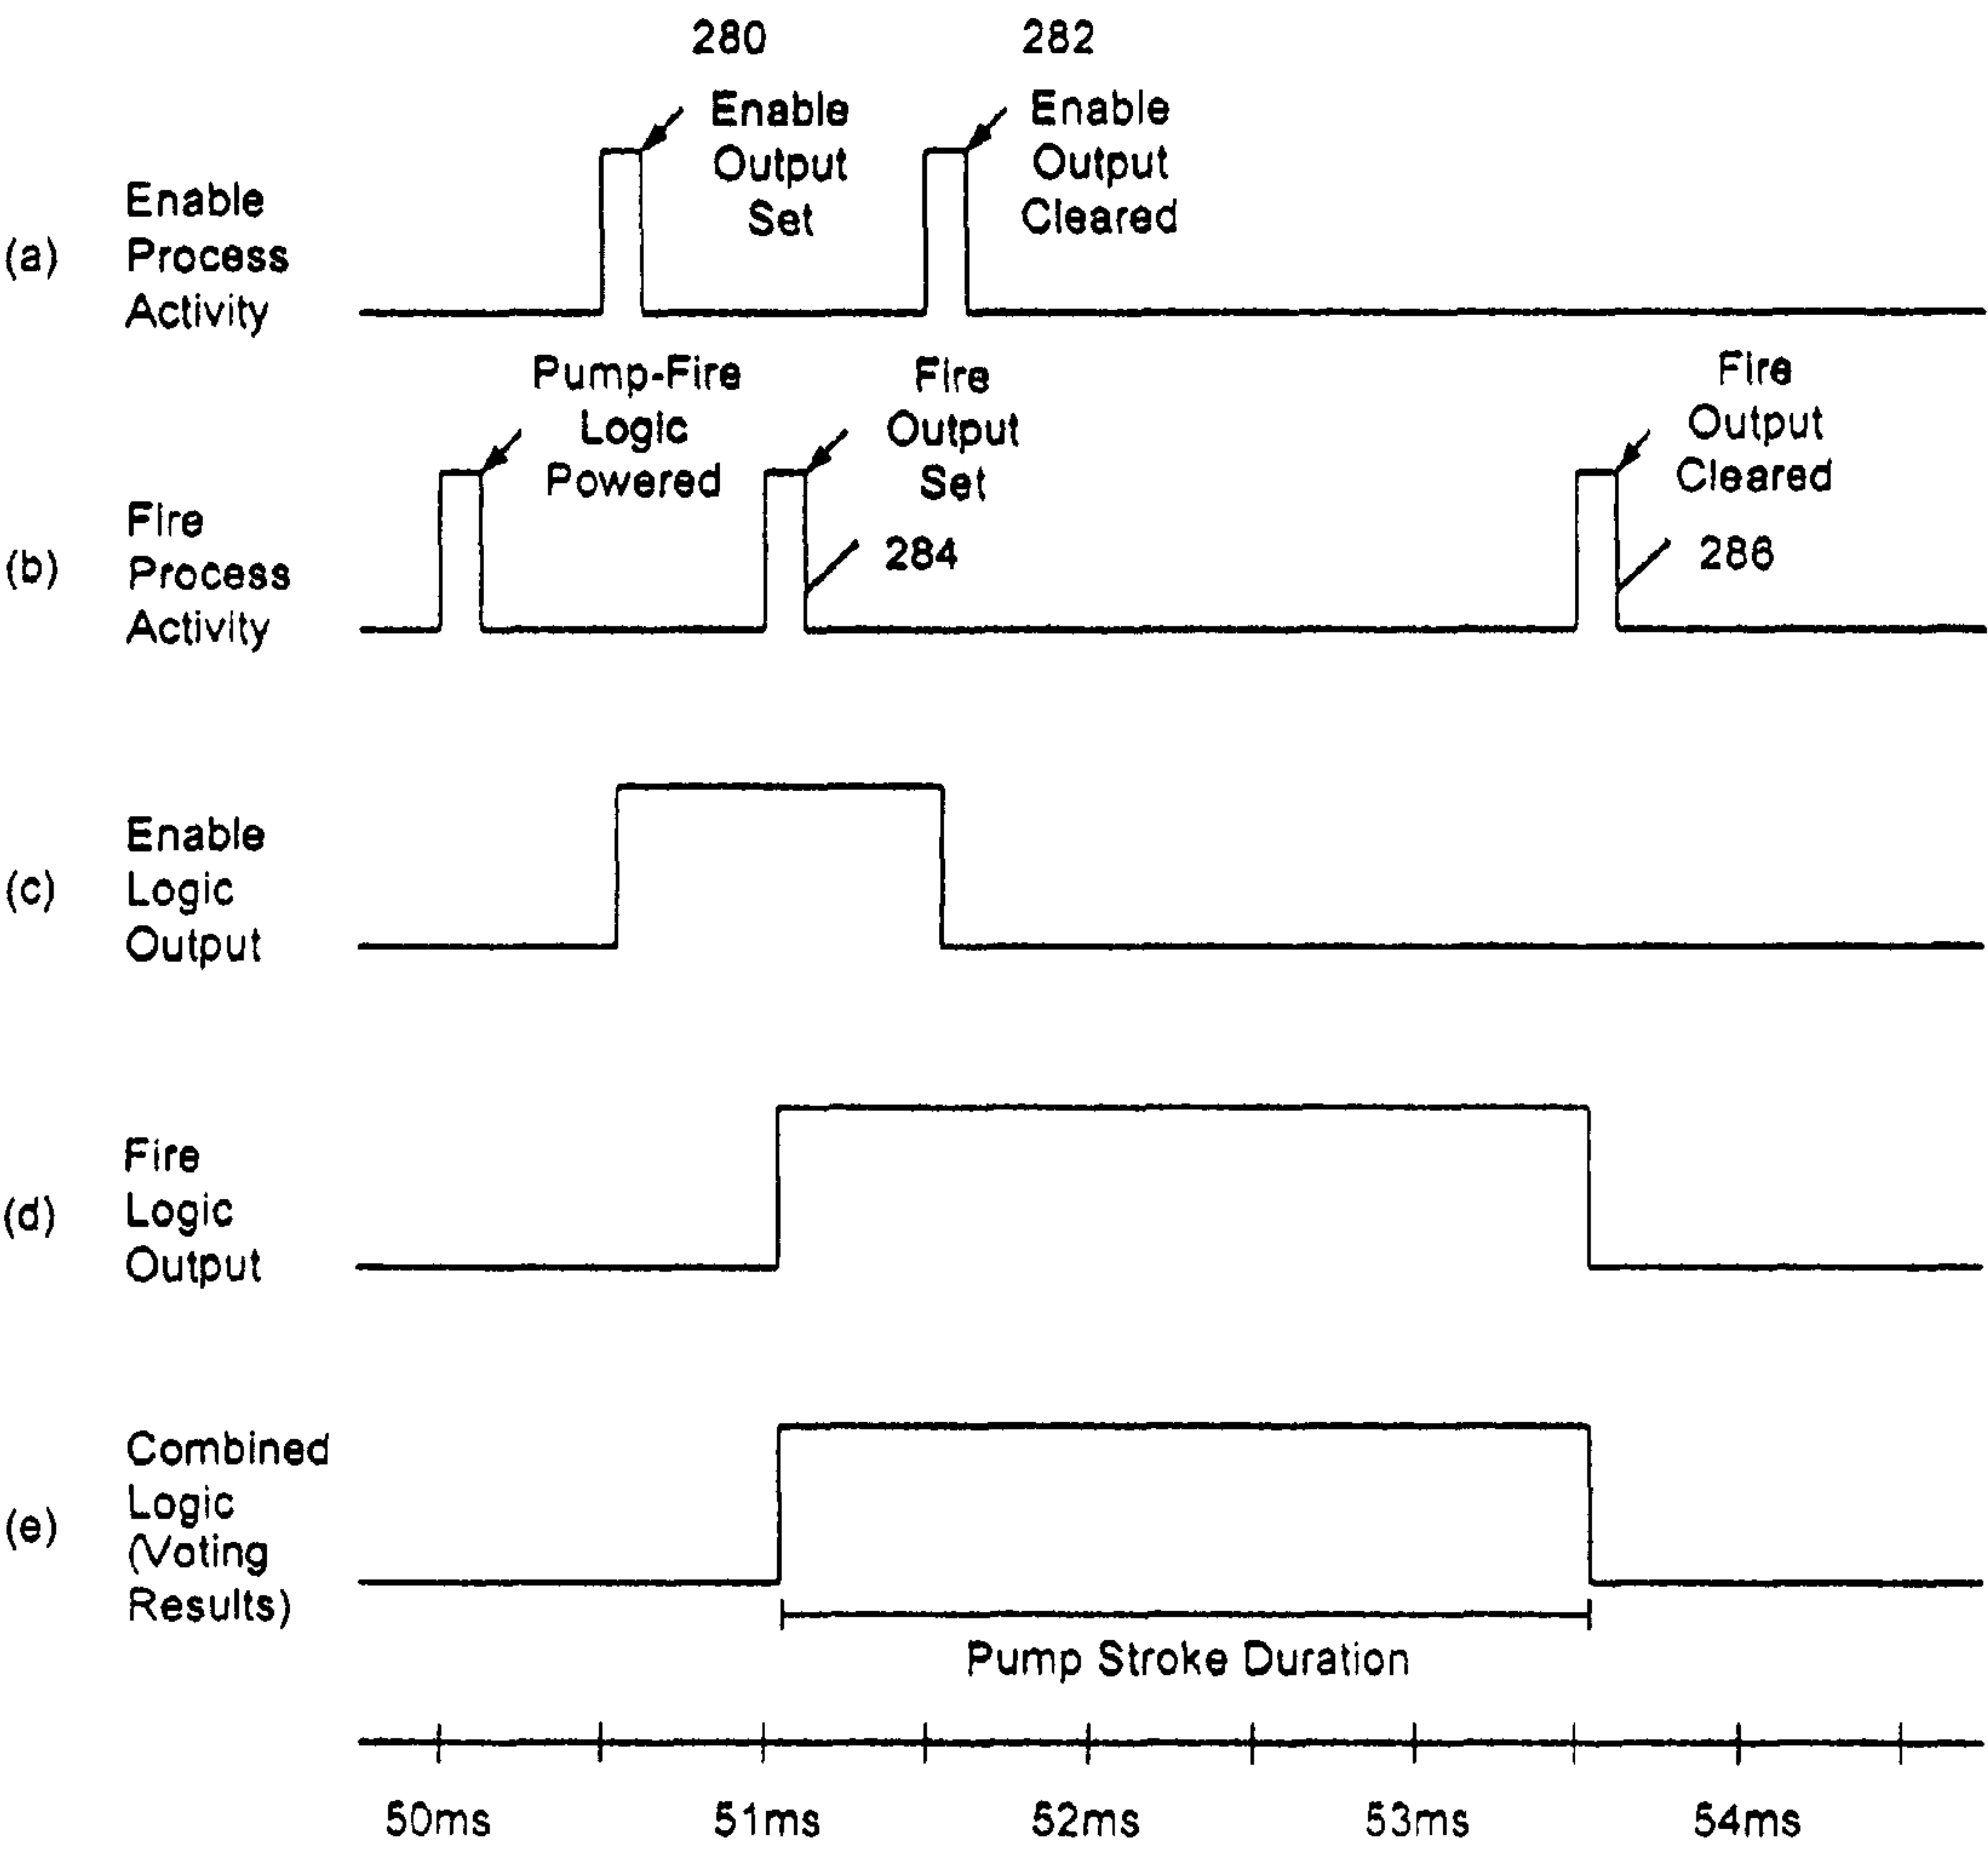 280
282
Enable
Output
Set
Enable
Output
Cleared
(a)
Enable
Process
Activity
Pump-Fire
Logic
Powered
Fire
Output
Set
Fire
Output
Cleared
284
286
(b)
Fire
Process
Activity
(c)
Enable
Logic
Output
(d)
Fire
Logic
Output
(e)
Combined
Logic
(Voting
Results)
Pump Stroke Duration
50ms 51ms 52ms 53ms 54ms